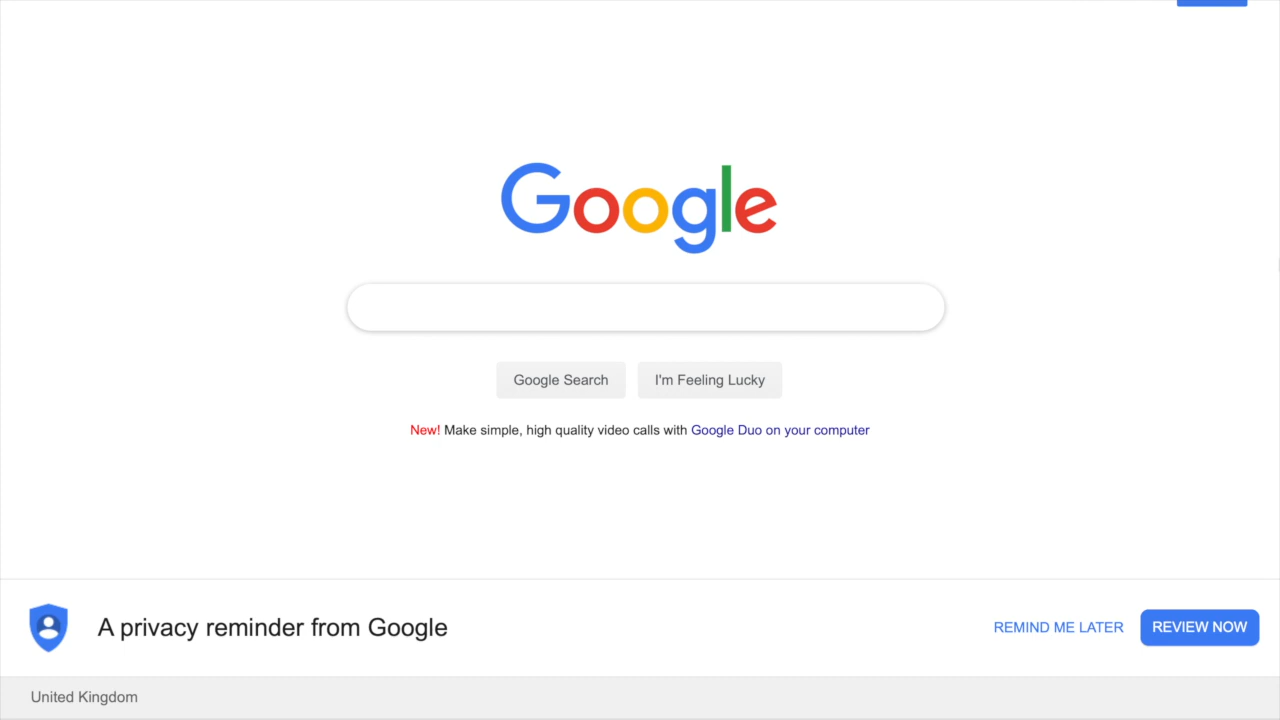 Google
Google Search I'm Feeling Lucky
New! Make simple, high quality video calls with Google Duo on your computer
A privacy reminder from Google REMIND ME LATER REVIEW NOW
United Kingdom